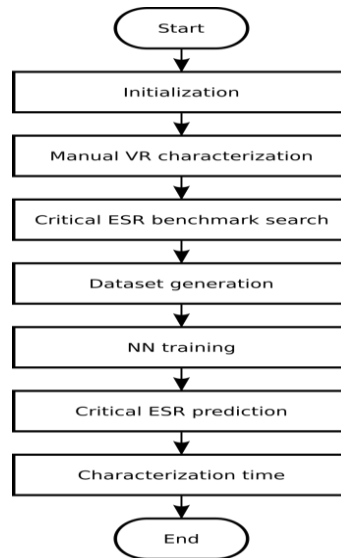 Start
Initialization
Manual VR characterization
Critical ESR benchmark search
Dataset generation
NN training
Critical ESR prediction
Characterization time
End